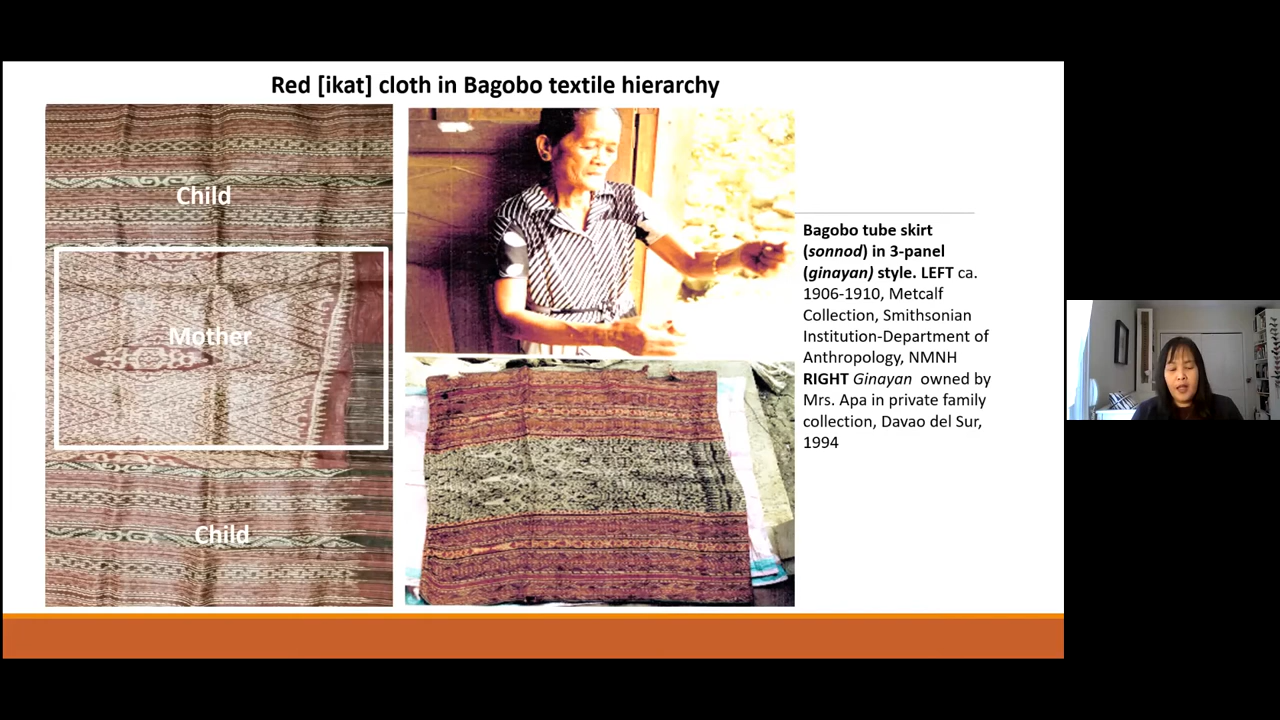 Red [ikat] cloth in Bagobo textile hierarchy
Child
Mother
Child
Bagobo tube skirt
(sonnod) in 3-panel
(ginayan) style. LEFT ca.
1906-1910, Metcalf
Collection, Smithsonian
Institution-Department of
Anthropology, NMNH
RIGHT Ginayan owned by
Mrs. Apa in private family
collection, Davao del Sur,
1994